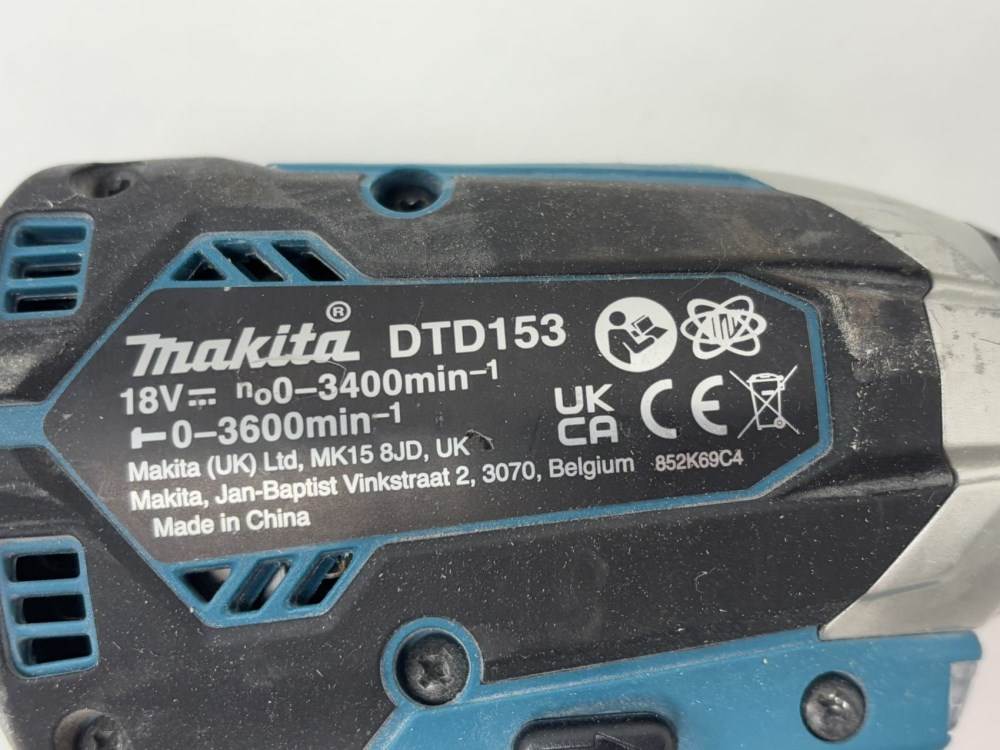 makita® DTD153
18V⎓ n₀0–3400min⁻¹
0–3600min⁻¹
UK CA CE
Makita (UK) Ltd, MK15 8JD, UK
Makita, Jan-Baptist Vinkstraat 2, 3070, Belgium 852K69C4
Made in China